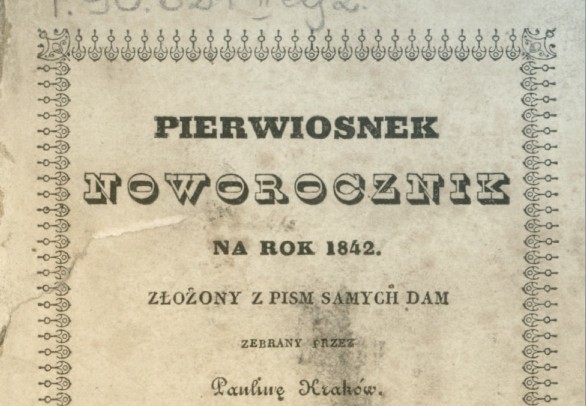 PIERWIOSNEK
NOWOROCZNIK
NA ROK 1842.
ZŁOŻONY Z PISM SAMYCH DAM
ZEBRANY PRZEZ
Paulinę Kraków.